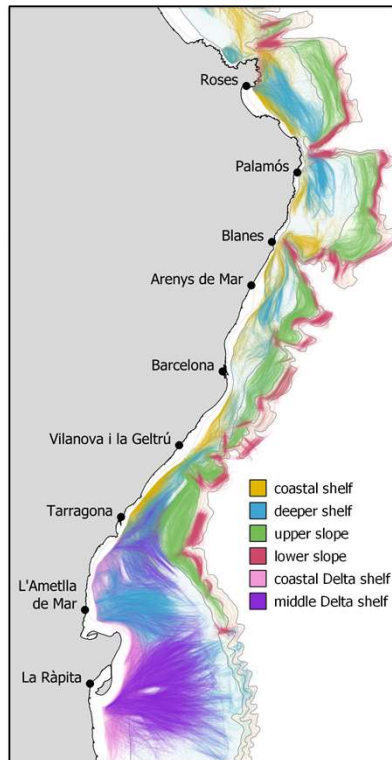 Roses
Palamós
Blanes
Arenys de Mar
Barcelona
Vilanova i la Geltrú
coastal shelf
deeper shelf
upper slope
lower slope
coastal Delta shelf
middle Delta shelf
Tarragona
L'Ametlla
de Mar
La Ràpita